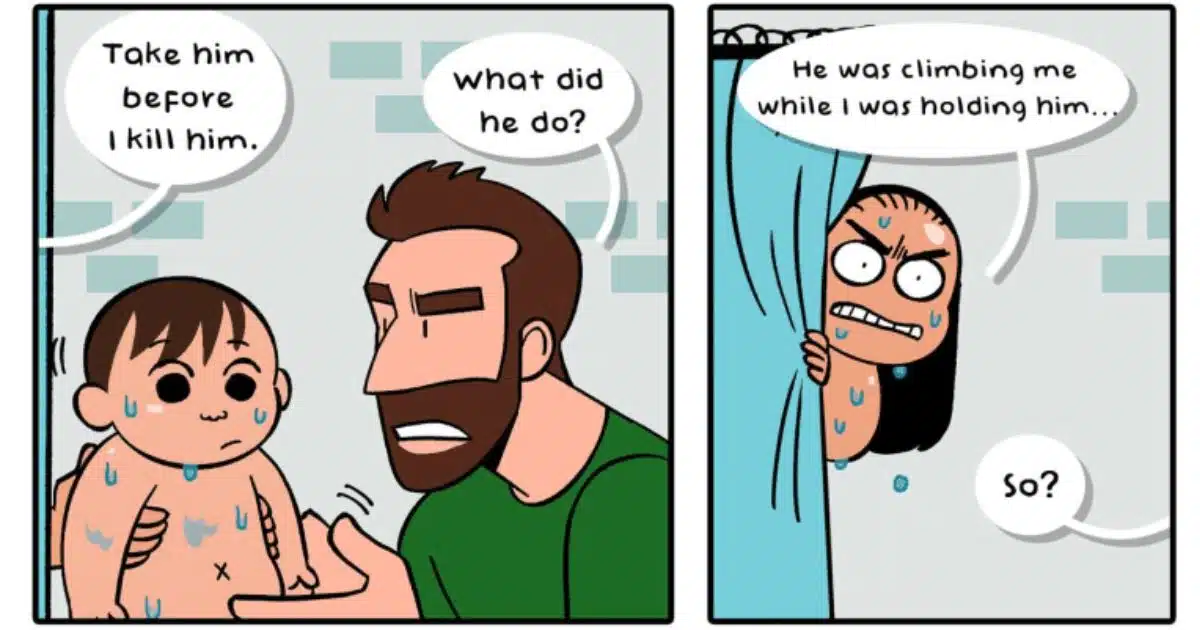 Take him
before
I kill him.
What did
he do?
He was climbing me
while I was holding him...
So?